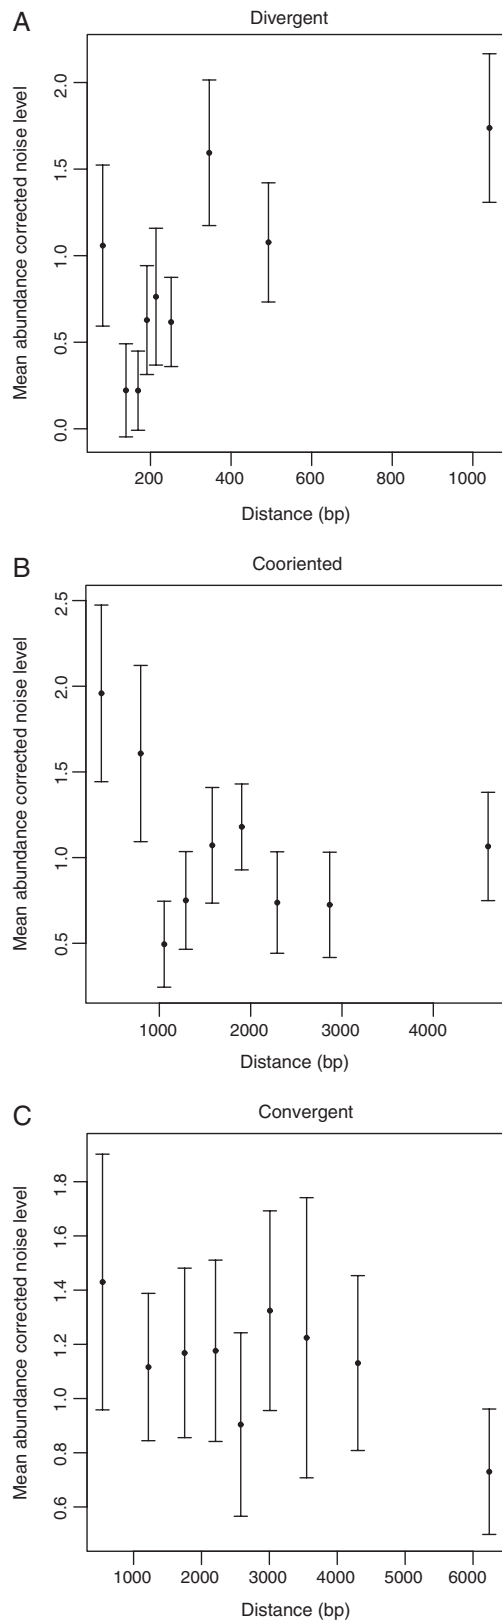 A
Divergent
Mean abundance corrected noise level
2.0
1.5
1.0
0.5
0.0
200 400 600 800 1000
Distance (bp)
B
Cooriented
Mean abundance corrected noise level
2.5
2.0
1.5
1.0
0.5
1000 2000 3000 4000
Distance (bp)
C
Convergent
Mean abundance corrected noise level
1.8
1.6
1.4
1.2
1.0
0.8
0.6
1000 2000 3000 4000 5000 6000
Distance (bp)